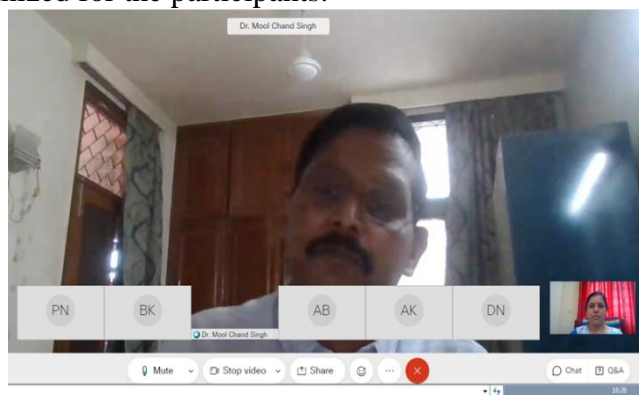 Dr. Mool Chand Singh
PN
BK
AB
AK
DN
Dr. Mool Chand Singh
Mute
Stop video
Share
Chat
Q&A
16:26